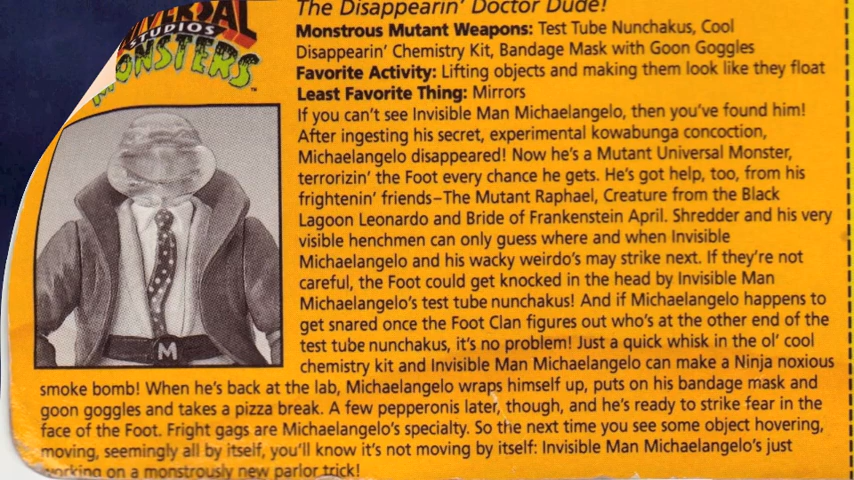 The Disappearin' Doctor Dude!
UNIVERSAL
STUDIOS
MONSTERS
™
Monstrous Mutant Weapons: Test Tube Nunchakus, Cool
Disappearin' Chemistry Kit, Bandage Mask with Goon Goggles
Favorite Activity: Lifting objects and making them look like they float
Least Favorite Thing: Mirrors
If you can't see Invisible Man Michaelangelo, then you've found him!
After ingesting his secret, experimental kowabunga concoction,
Michaelangelo disappeared! Now he's a Mutant Universal Monster,
terrorizin' the Foot every chance he gets. He's got help, too, from his
frightenin' friends–The Mutant Raphael, Creature from the Black
Lagoon Leonardo and Bride of Frankenstein April. Shredder and his very
visible henchmen can only guess where and when Invisible
Michaelangelo and his wacky weirdo's may strike next. If they're not
careful, the Foot could get knocked in the head by Invisible Man
Michaelangelo's test tube nunchakus! And if Michaelangelo happens to
get snared once the Foot Clan figures out who's at the other end of the
test tube nunchakus, it's no problem! Just a quick whisk in the ol' cool
chemistry kit and Invisible Man Michaelangelo can make a Ninja noxious
smoke bomb! When he's back at the lab, Michaelangelo wraps himself up, puts on his bandage mask and
goon goggles and takes a pizza break. A few pepperonis later, though, and he's ready to strike fear in the
face of the Foot. Fright gags are Michaelangelo's specialty. So the next time you see some object hovering,
moving, seemingly all by itself, you'll know it's not moving by itself: Invisible Man Michaelangelo's just
working on a monstrously new parlor trick!
M